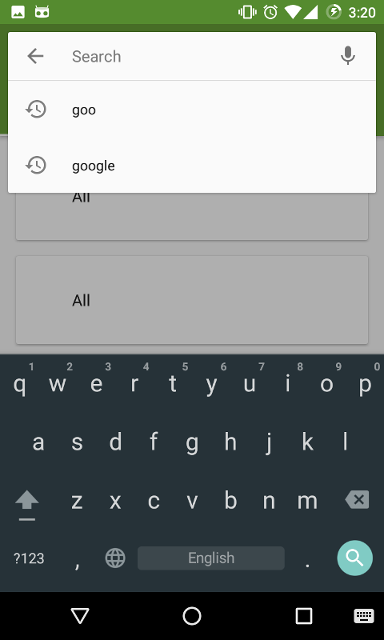 3:20
Search
goo
google
All
All
1 2 3 4 5 6 7 8 9 0
q w e r t y u i o p
a s d f g h j k l
z x c v b n m
?123 , English .